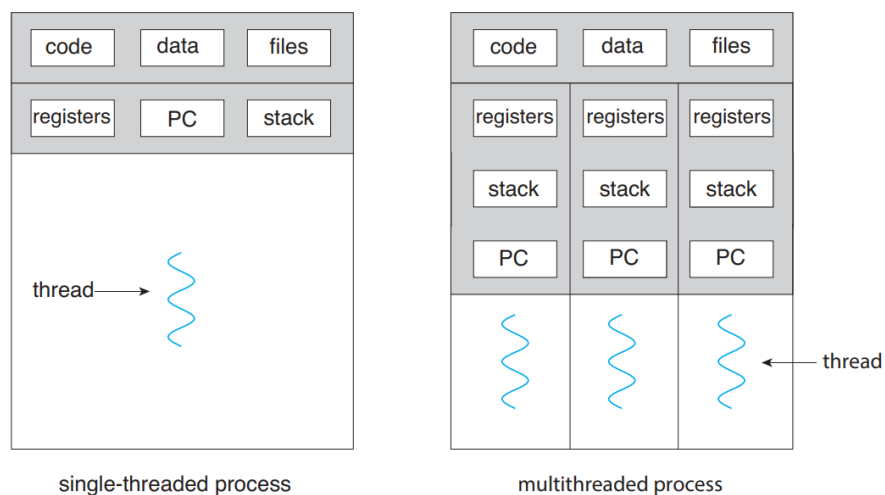 code data files
registers PC stack
thread
single-threaded process
code data files
registers registers registers
stack stack stack
PC PC PC
thread
multithreaded process